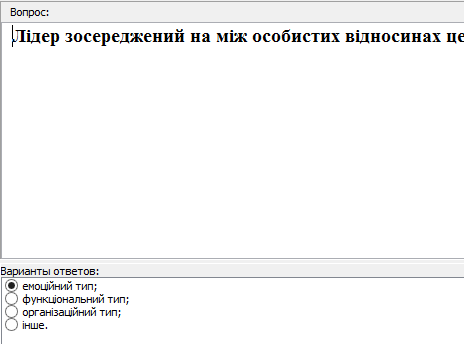 Вопрос:
Лідер зосереджений на між особистих відносинах це
Варианты ответов:
емоційний тип;
функціональний тип;
організаційний тип;
інше.